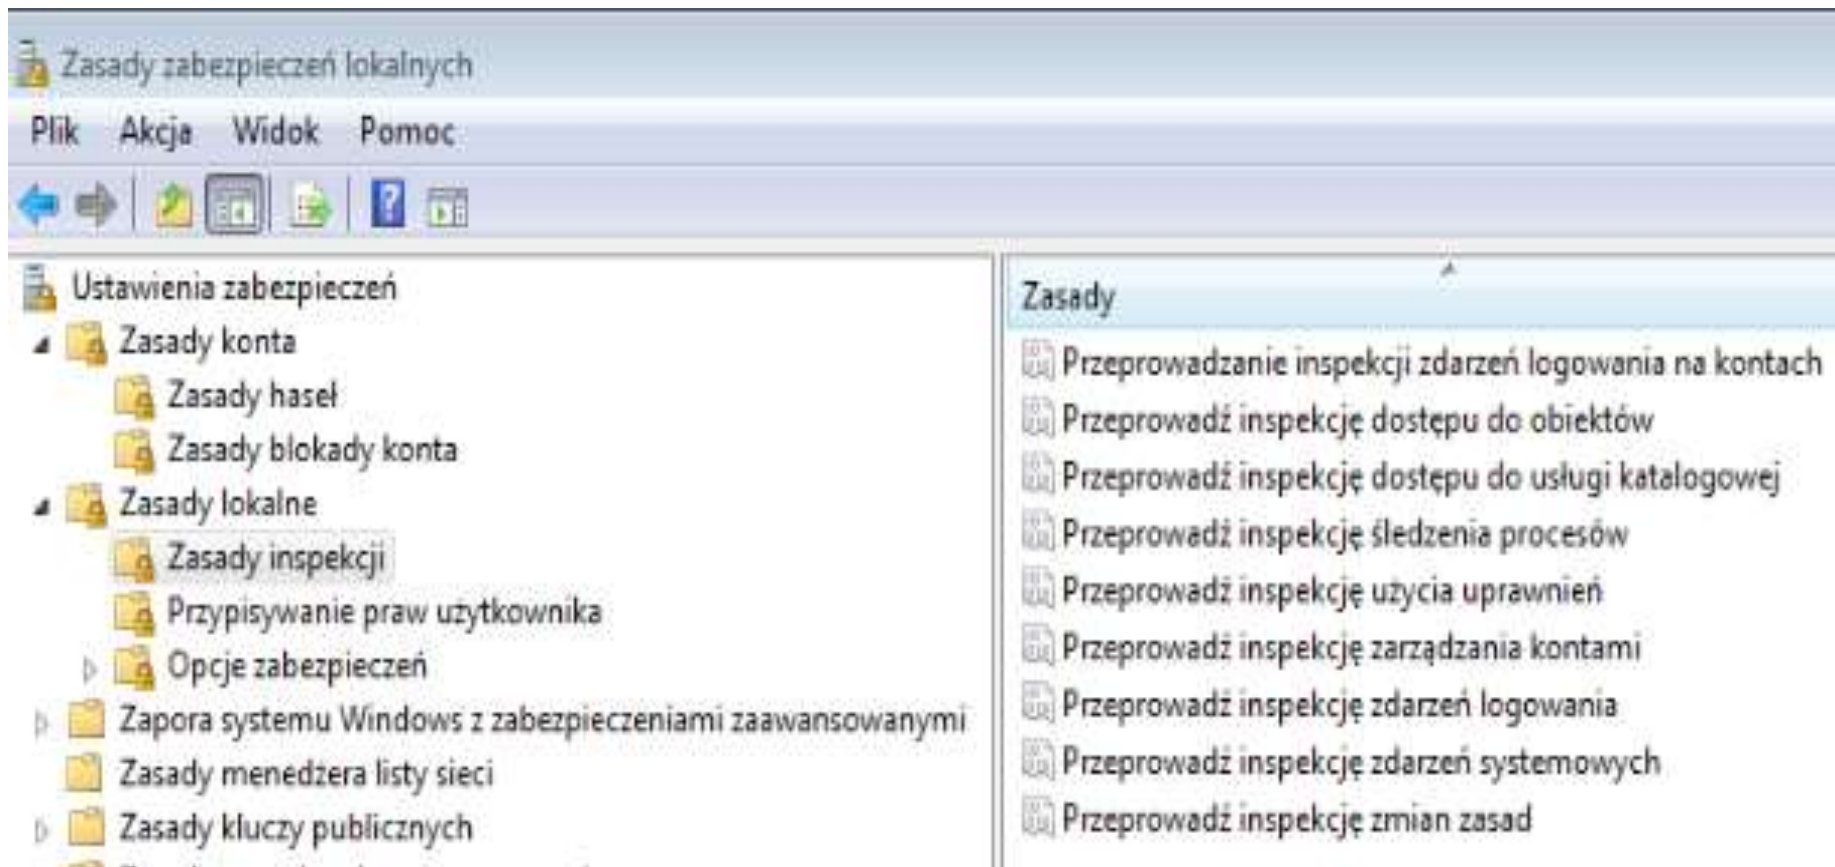 Zasady zabezpieczeń lokalnych
Plik Akcja Widok Pomoc
Ustawienia zabezpieczeń
Zasady konta
Zasady haseł
Zasady blokady konta
Zasady lokalne
Zasady inspekcji
Przypisywanie praw użytkownika
Opcje zabezpieczeń
Zapora systemu Windows z zabezpieczeniami zaawansowanymi
Zasady menedżera listy sieci
Zasady kluczy publicznych
Zasady
Przeprowadzanie inspekcji zdarzeń logowania na kontach
Przeprowadź inspekcję dostępu do obiektów
Przeprowadź inspekcję dostępu do usługi katalogowej
Przeprowadź inspekcję śledzenia procesów
Przeprowadź inspekcję użycia uprawnień
Przeprowadź inspekcję zarządzania kontami
Przeprowadź inspekcję zdarzeń logowania
Przeprowadź inspekcję zdarzeń systemowych
Przeprowadź inspekcję zmian zasad